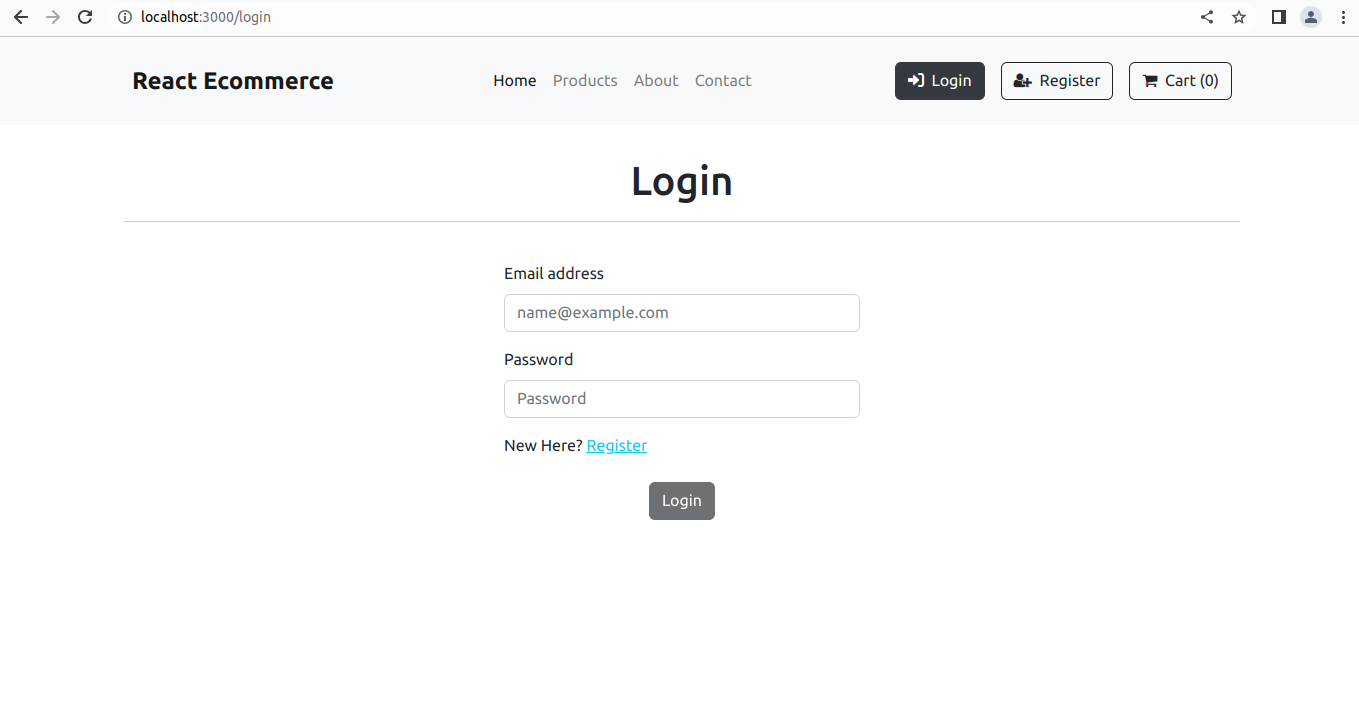 localhost:3000/login
React Ecommerce Home Products About Contact Login Register Cart (0)
Login
Email address
name@example.com
Password
Password
New Here? Register
Login